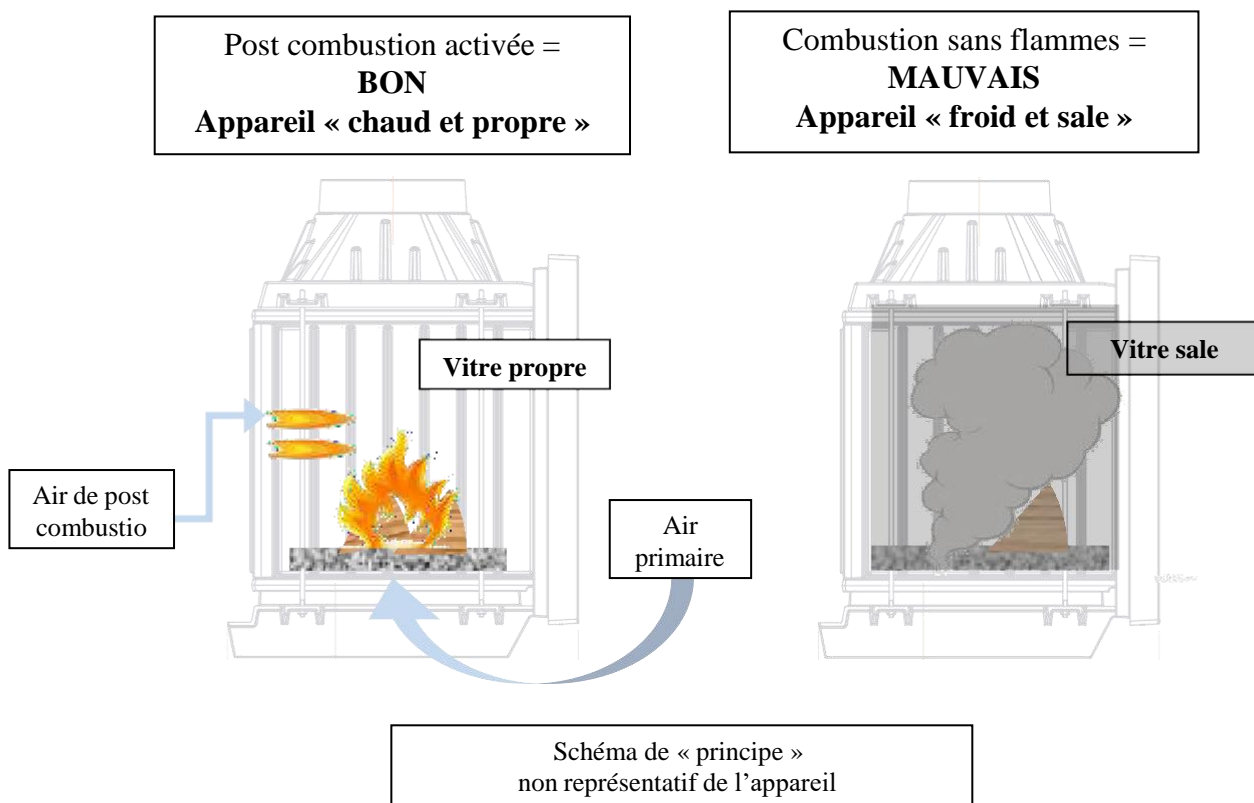 Post combustion activée =
BON
Appareil « chaud et propre »
Combustion sans flammes =
MAUVAIS
Appareil « froid et sale »
Vitre propre
Vitre sale
Air de post
combustio
Air
primaire
Schéma de « principe »
non représentatif de l’appareil